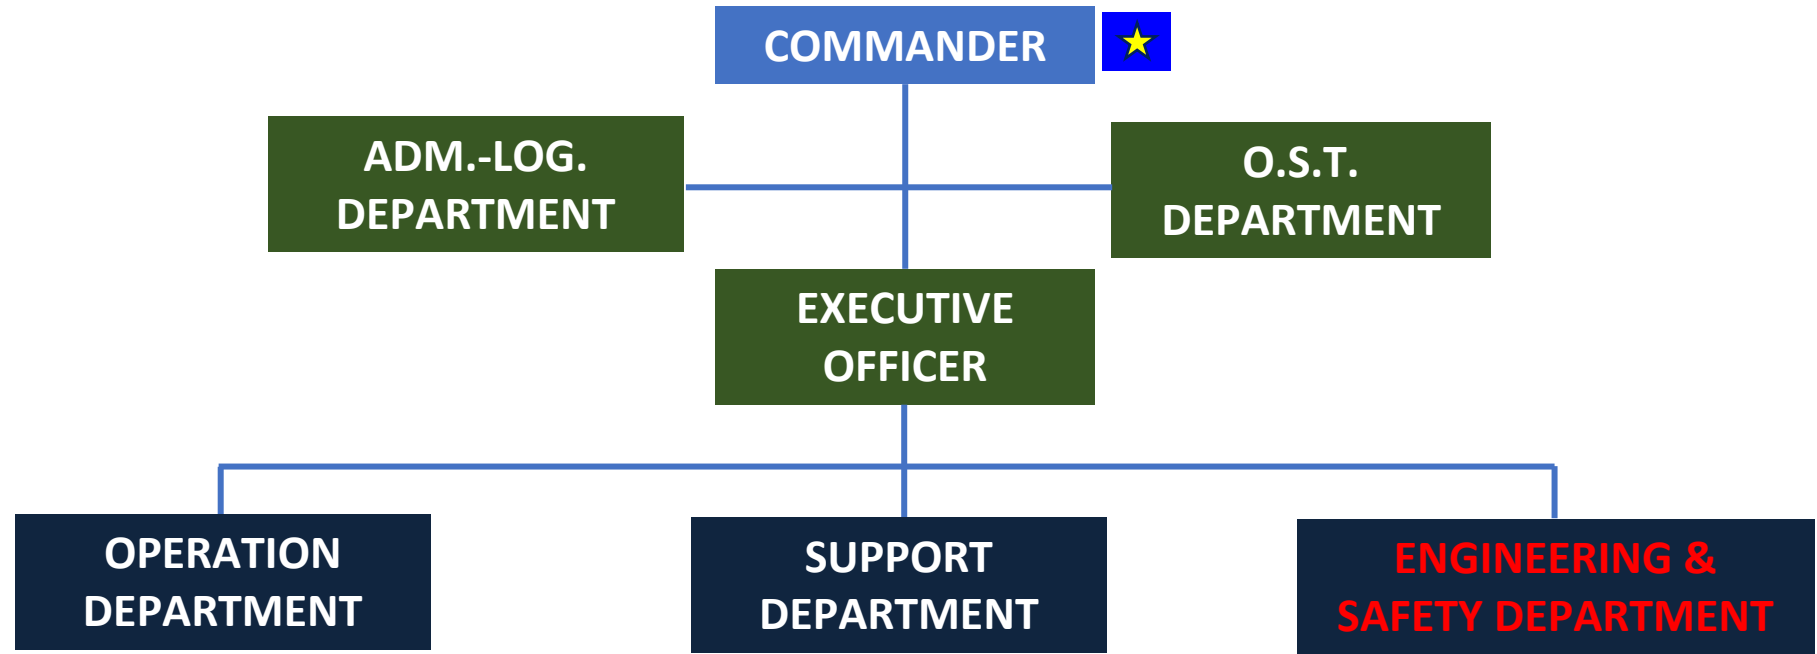 COMMANDER
ADM.-LOG.
DEPARTMENT
O.S.T.
DEPARTMENT
EXECUTIVE
OFFICER
OPERATION
DEPARTMENT
SUPPORT
DEPARTMENT
ENGINEERING &
SAFETY DEPARTMENT